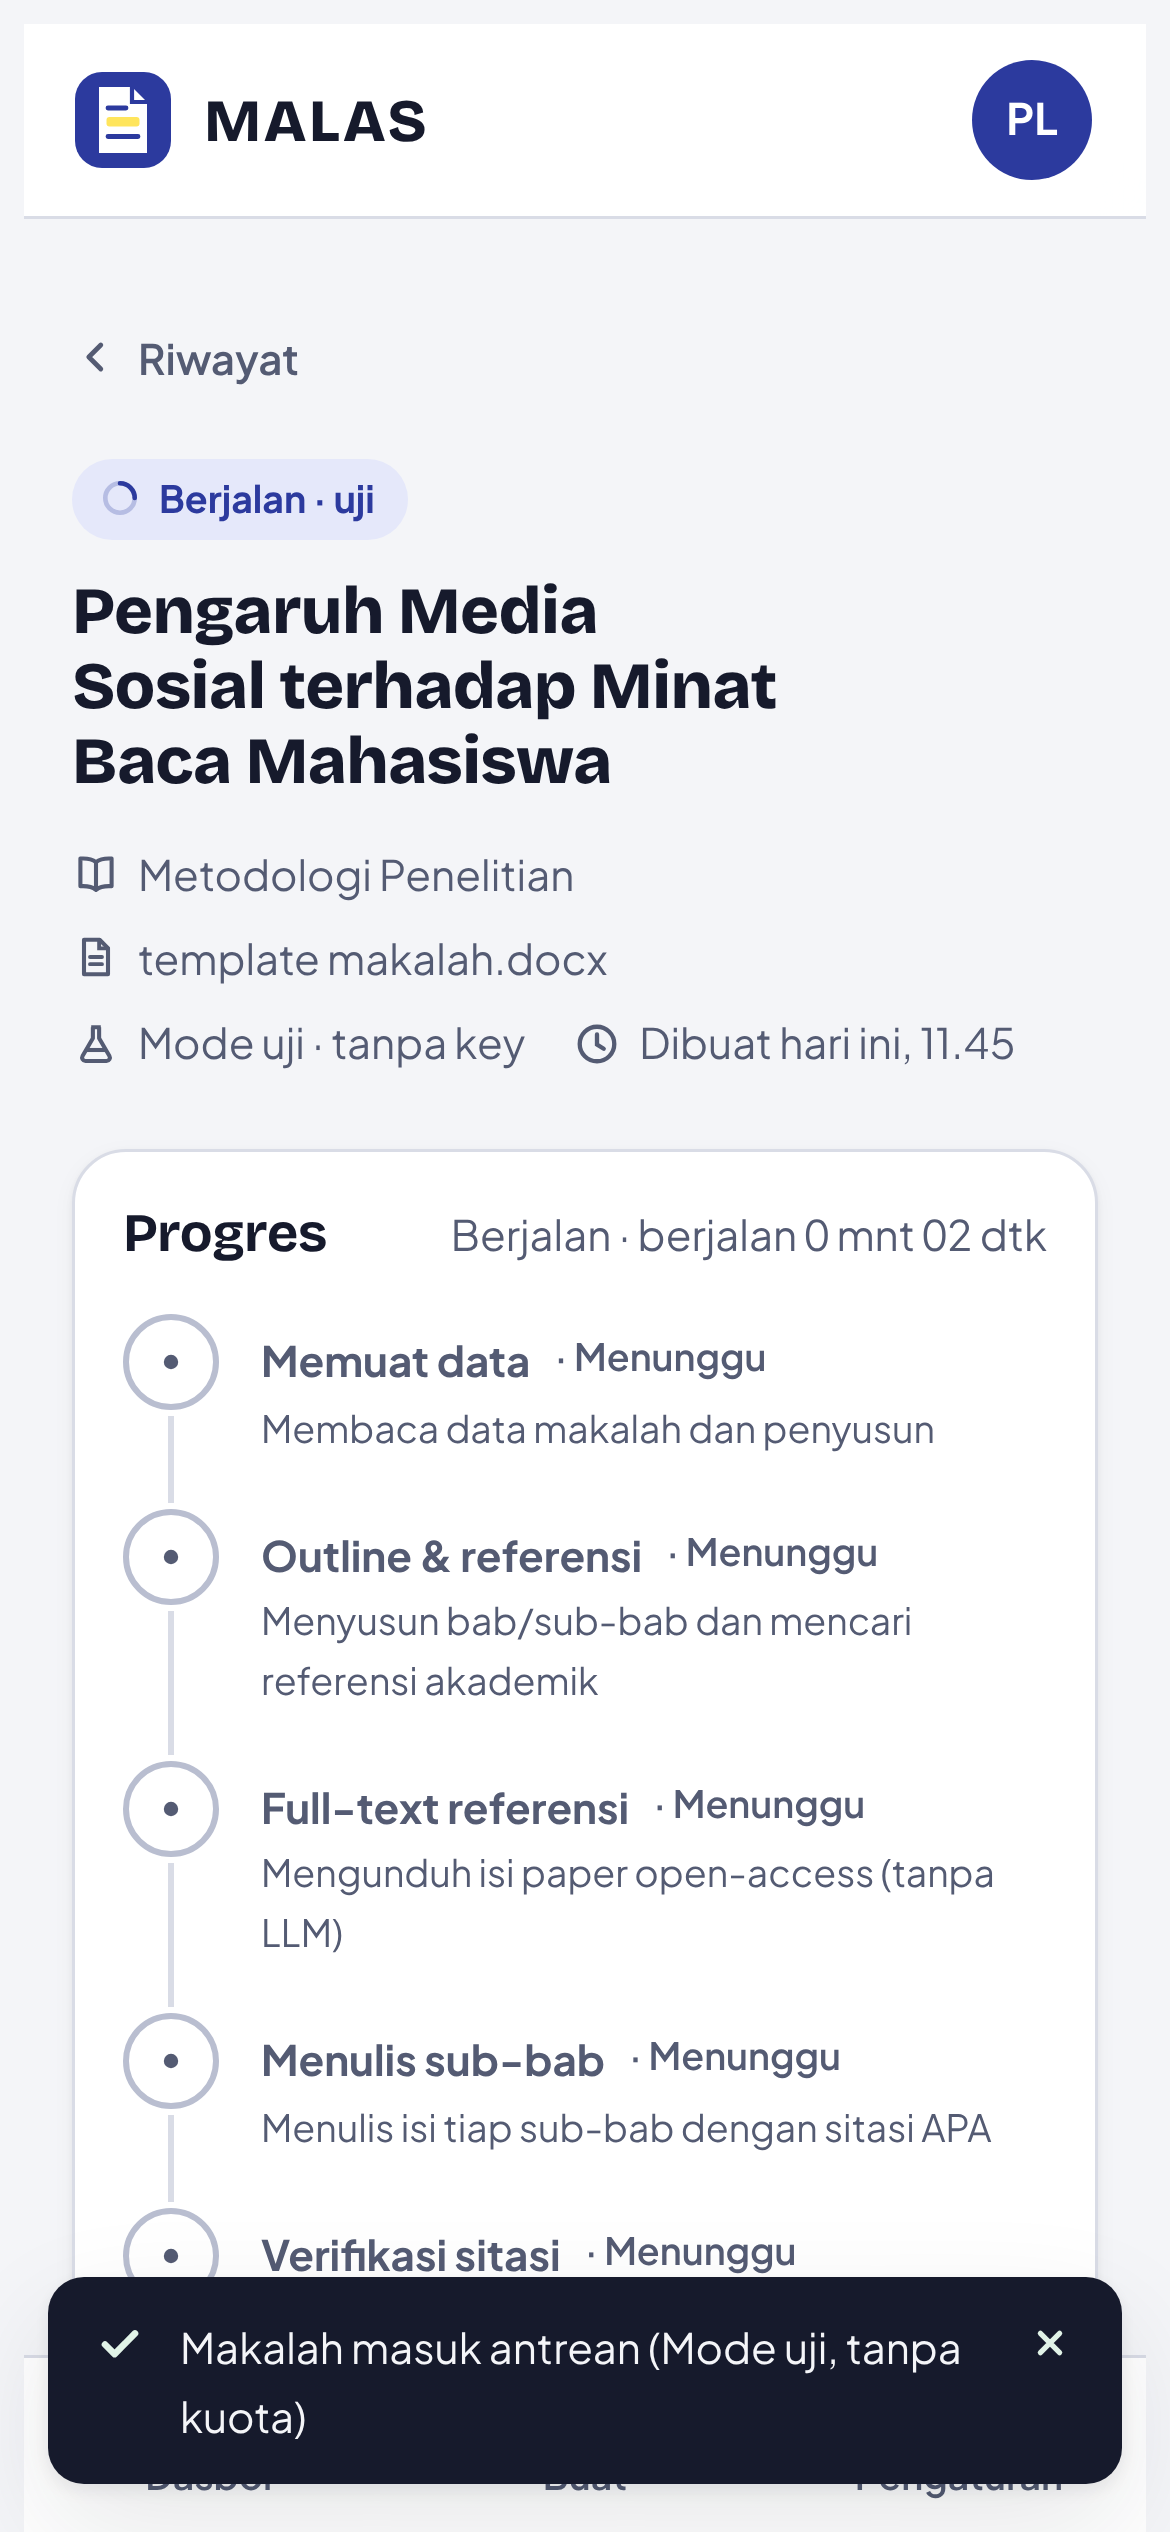 MALAS
PL
Riwayat
Berjalan · uji
Pengaruh Media
Sosial terhadap Minat
Baca Mahasiswa
Metodologi Penelitian
template makalah.docx
Mode uji · tanpa key
Dibuat hari ini, 11.45
Progres
Berjalan · berjalan 0 mnt 02 dtk
Memuat data · Menunggu
Membaca data makalah dan penyusun
Outline & referensi · Menunggu
Menyusun bab/sub-bab dan mencari
referensi akademik
Full-text referensi · Menunggu
Mengunduh isi paper open-access (tanpa
LLM)
Menulis sub-bab · Menunggu
Menulis isi tiap sub-bab dengan sitasi APA
Verifikasi sitasi · Menunggu
Makalah masuk antrean (Mode uji, tanpa
kuota)